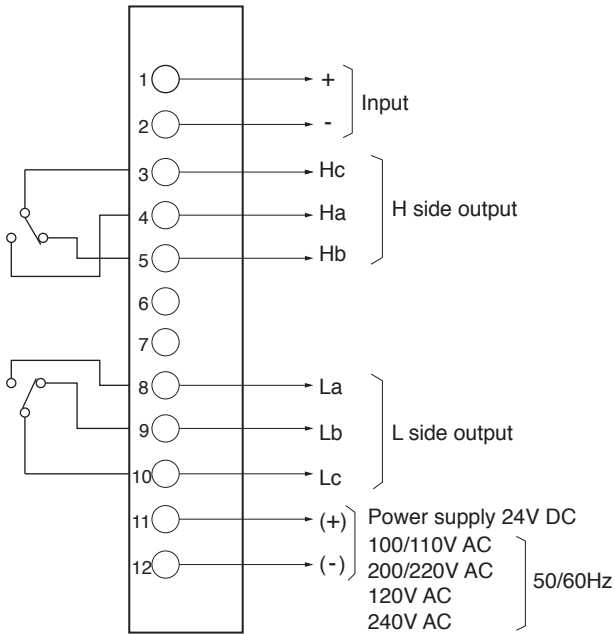 1 +
2 -
Input
3 Hc
4 Ha
5 Hb
H side output
6
7
8 La
9 Lb
10 Lc
L side output
11 (+) Power supply 24V DC
100/110V AC
12 (-) 200/220V AC
120V AC
240V AC
50/60Hz